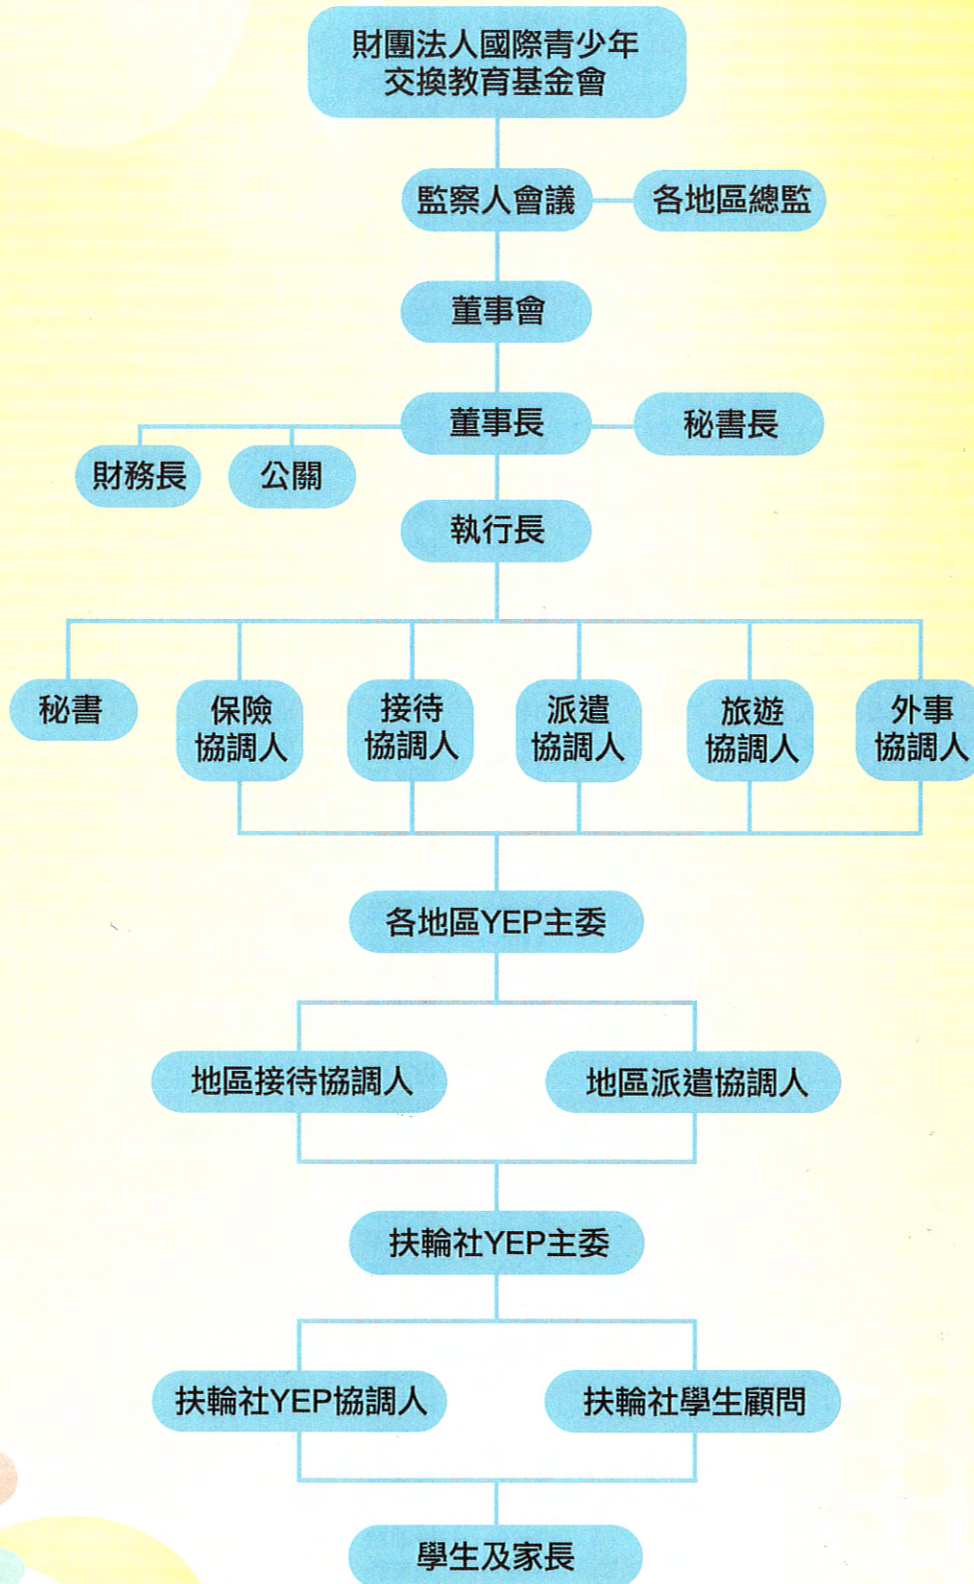 財團法人國際青少年
交換教育基金會
監察人會議
各地區總監
董事會
董事長
秘書長
財務長
公關
執行長
秘書
保險
協調人
接待
協調人
派遣
協調人
旅遊
協調人
外事
協調人
各地區YEP主委
地區接待協調人
地區派遣協調人
扶輪社YEP主委
扶輪社YEP協調人
扶輪社學生顧問
學生及家長